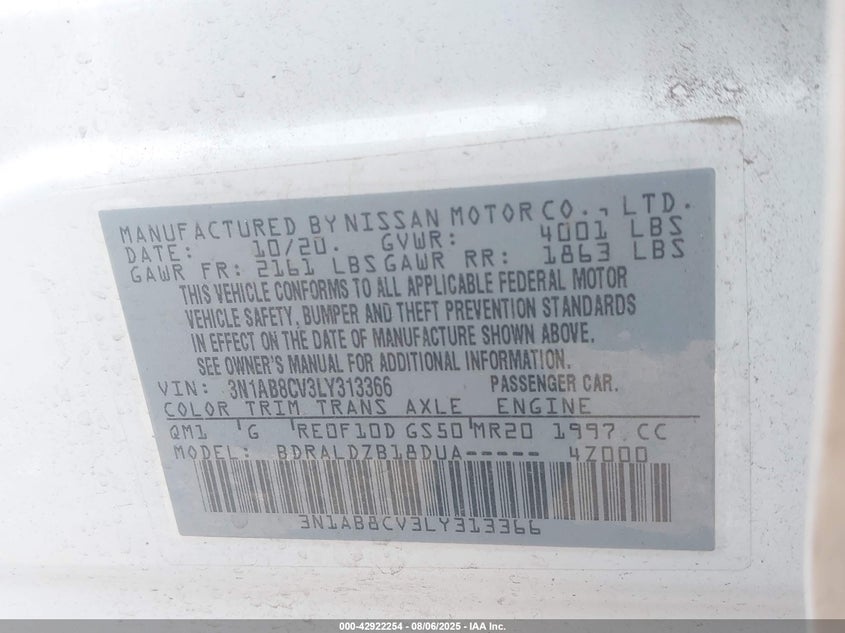 MANUFACTURED BY NISSAN MOTOR CO., LTD.
DATE: 10/20. GVWR: 4001 LBS
GAWR FR: 2161 LBS GAWR RR: 1863 LBS
THIS VEHICLE CONFORMS TO ALL APPLICABLE FEDERAL MOTOR
VEHICLE SAFETY, BUMPER AND THEFT PREVENTION STANDARDS
IN EFFECT ON THE DATE OF MANUFACTURE SHOWN ABOVE.
SEE OWNER'S MANUAL FOR ADDITIONAL INFORMATION.
VIN: 3N1AB8CV3LY313366 PASSENGER CAR.
COLOR TRIM TRANS AXLE ENGINE
QM1 'G 'RE0F10D GS50'MR20 1997 CC
MODEL: BDRALDZB18DUA----- 4Z000
3N1AB8CV3LY313366
000-42922254 - 08/06/2025 - IAA Inc.